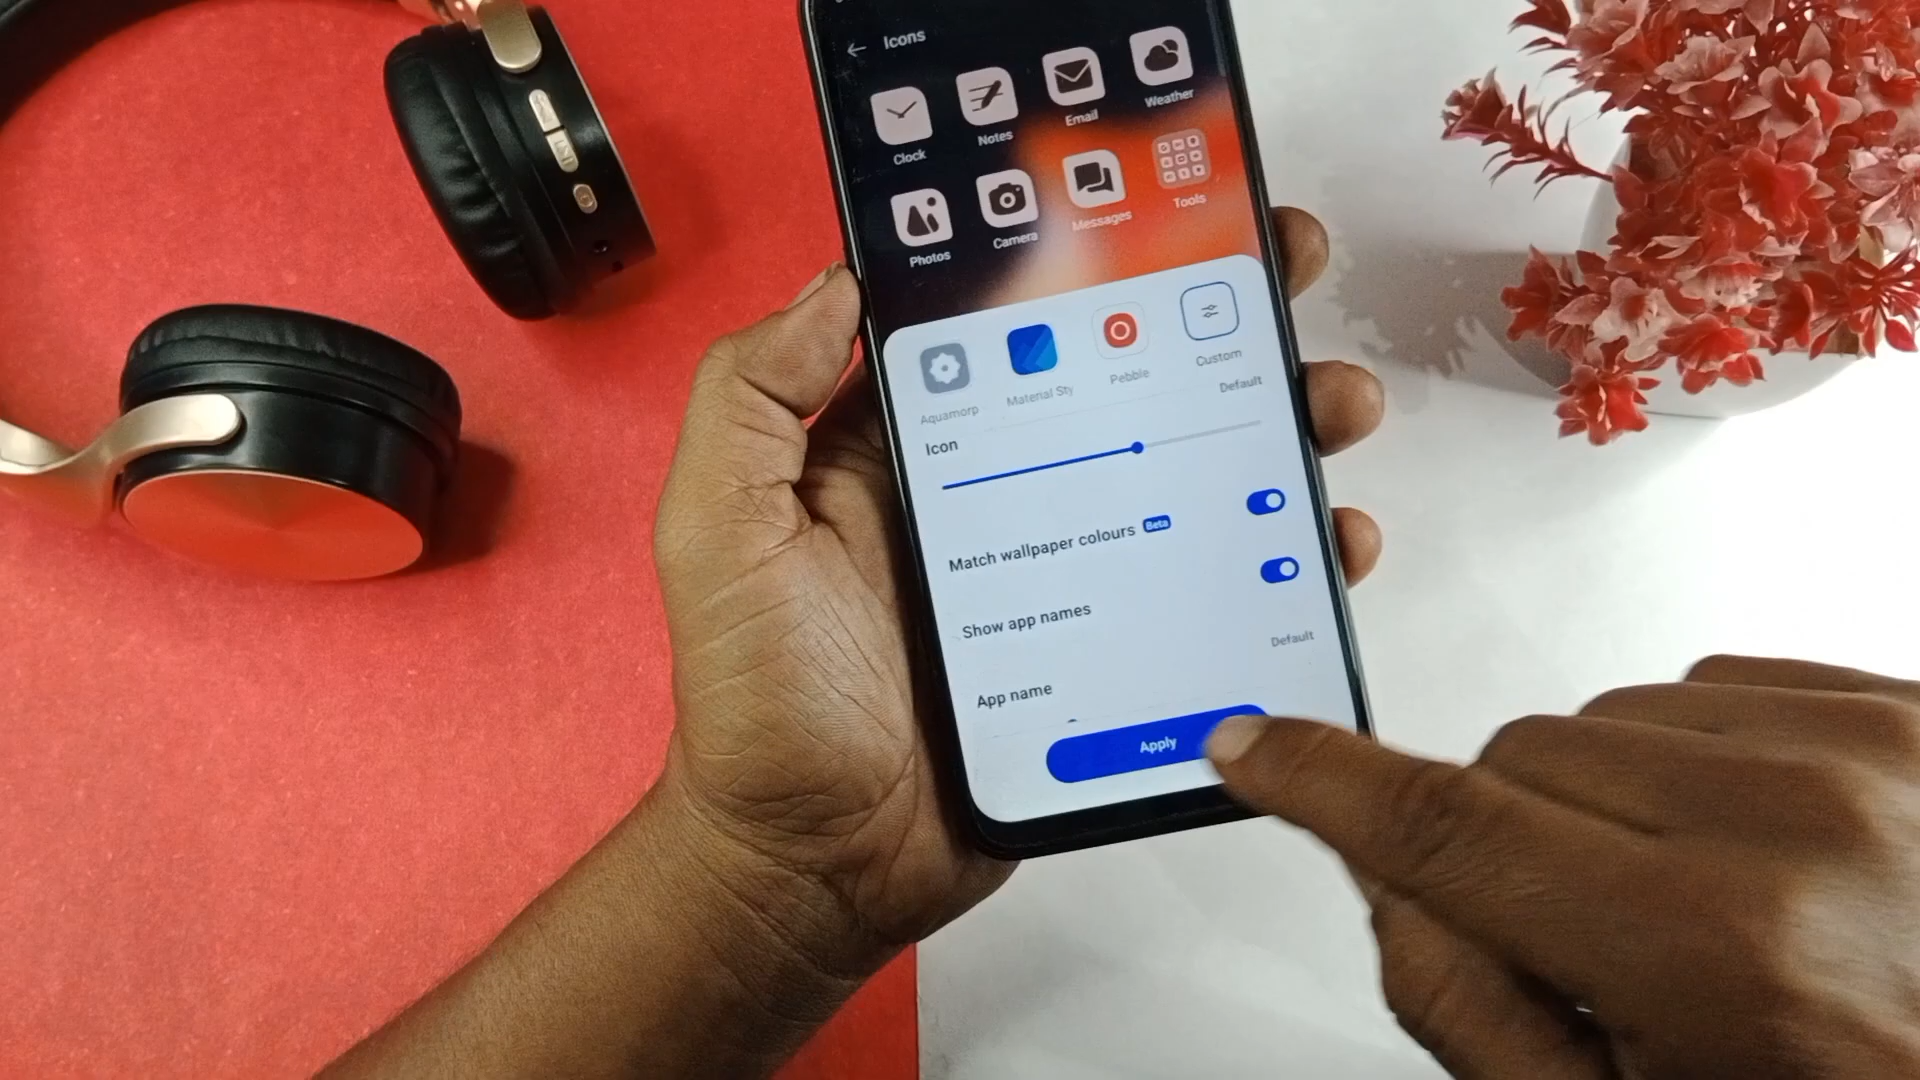 Icons
Clock
Notes
Email
Weather
Photos
Camera
Messages
Tools
Aquamorp
Material Sty
Pebble
Custom
Icon
Default
Match wallpaper colours Beta
Show app names
App name
Default
Apply